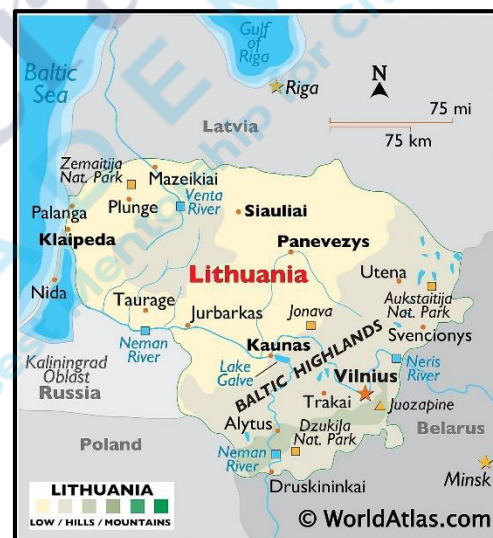 Baltic
Sea
Gulf
of
Riga
Riga
N
75 mi
75 km
Latvia
Zemaitija
Nat. Park
Mazeikiai
Venta
River
Plunge
Palanga
Klaipeda
Siauliai
Panevezys
Lithuania
Utena
Aukstaitija
Nat. Park
Nida
Taurage
Jurbarkas
Jonava
Svencionys
Neman
River
Kaunas
BALTIC HIGHLANDS
Neris
River
Kaliningrad
Oblast
Russia
Lake
Galve
Vilnius
Trakai
Juozapine
Alytus
Dzukija
Nat. Park
Belarus
Poland
Neman
River
Druskininkai
Minsk
LITHUANIA
LOW / HILLS / MOUNTAINS
© WorldAtlas.com